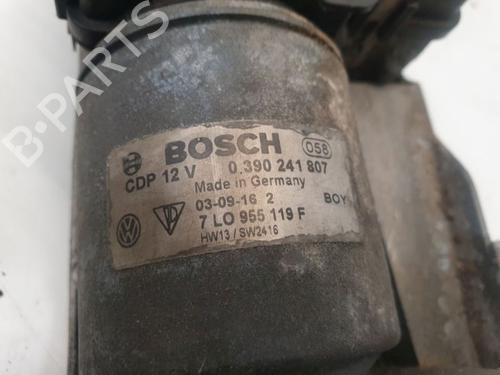 B-PARTS
BOSCH 058
CDP 12 V 0.390 241 807
Made in Germany
03-09-16 2 BOY
7 L0 955 119 F
HW13 / SW2416